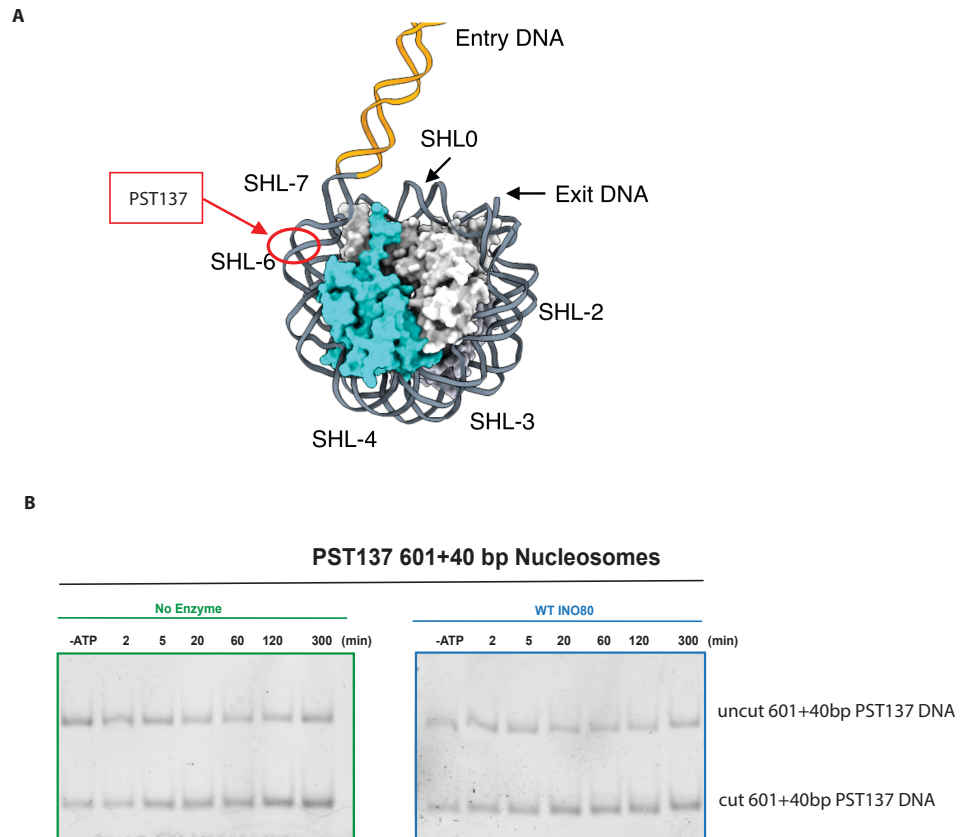 A
Entry DNA
SHL0
SHL-7
Exit DNA
PST137
SHL-6
SHL-2
SHL-3
SHL-4
B
PST137 601+40 bp Nucleosomes
No Enzyme
WT INO80
-ATP 2 5 20 60 120 300 (min)
-ATP 2 5 20 60 120 300 (min)
uncut 601+40bp PST137 DNA
cut 601+40bp PST137 DNA